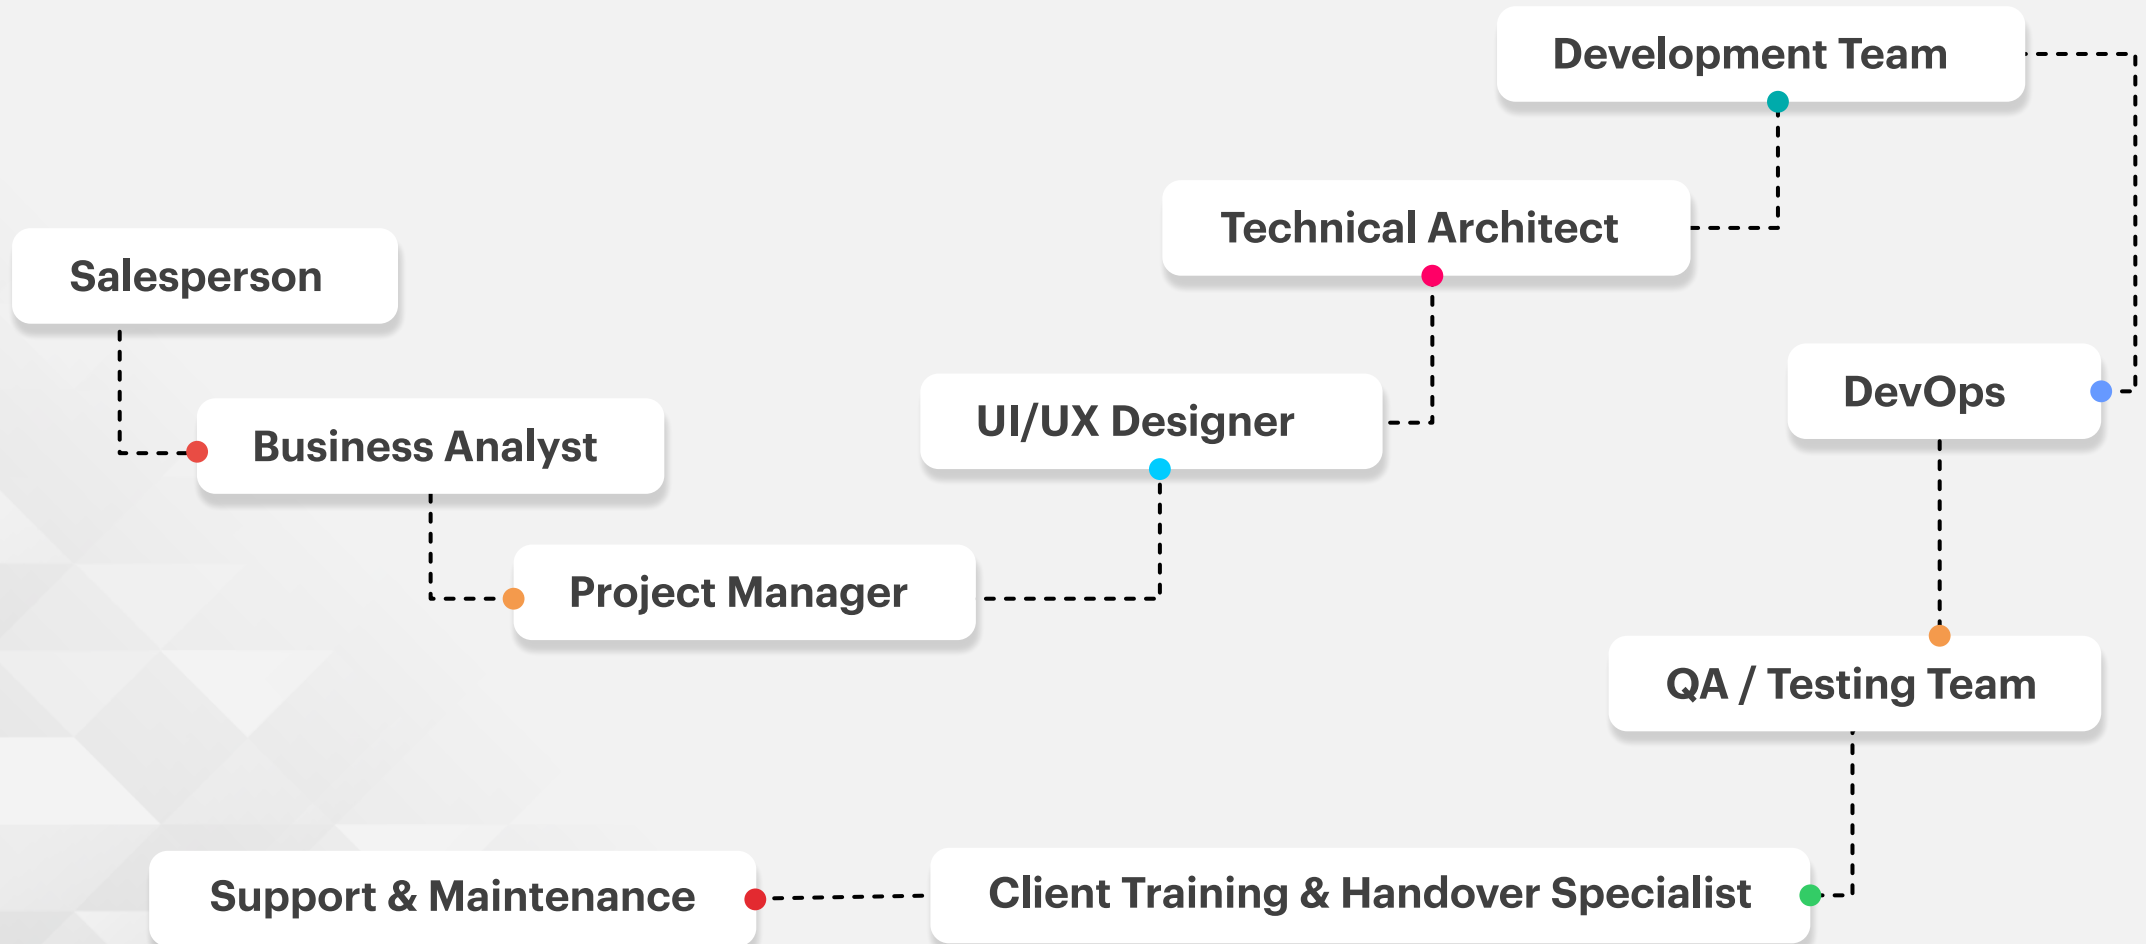 Development Team
Technical Architect
Salesperson
UI/UX Designer
DevOps
Business Analyst
Project Manager
QA / Testing Team
Support & Maintenance
Client Training & Handover Specialist